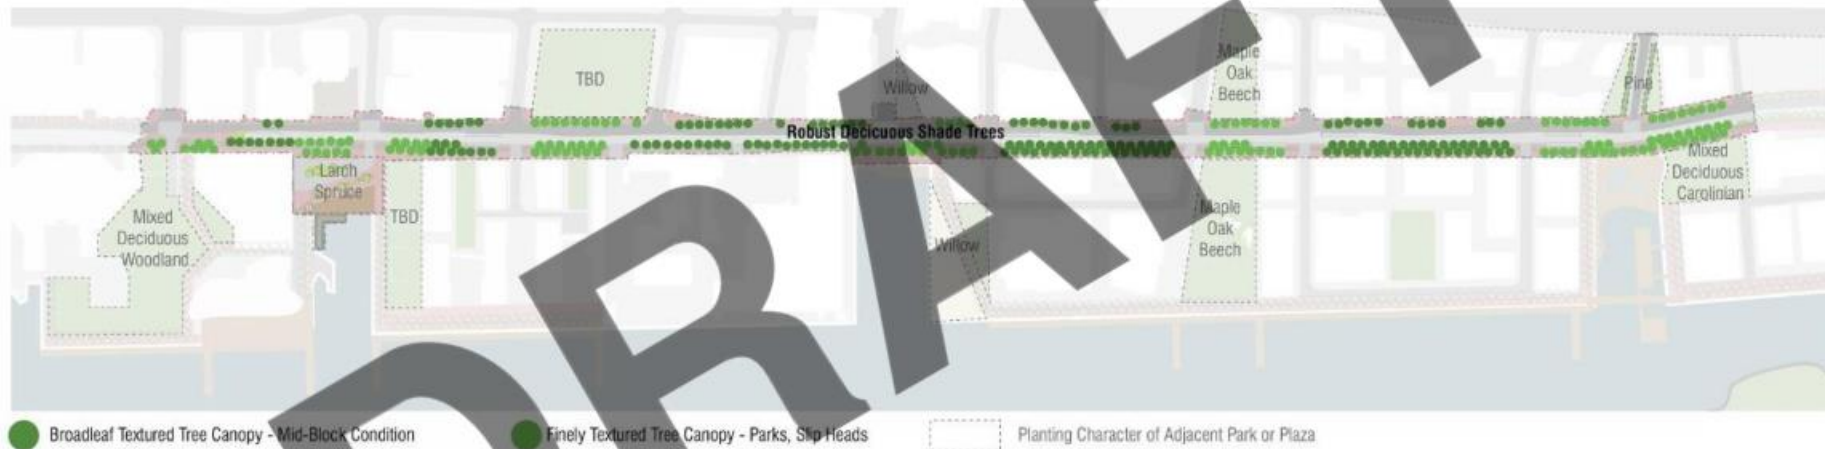 DRAFT
TBD
Willow
Maple
Oak
Beech
Pine
Robust Decicuous Shade Trees
Larch
Spruce
Mixed
Deciduous
Woodland
TBD
Willow
Maple
Oak
Beech
Mixed
Deciduous
Carolinian
Broadleaf Textured Tree Canopy - Mid-Block Condition
Finely Textured Tree Canopy - Parks, Slip Heads
Planting Character of Adjacent Park or Plaza